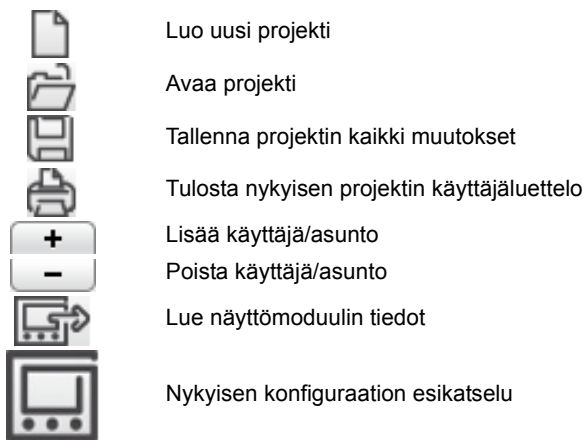 Luo uusi projekti
Avaa projekti
Tallenna projektin kaikki muutokset
Tulosta nykyisen projektin käyttäjäluettelo
Lisää käyttäjä/asunto
Poista käyttäjä/asunto
Lue näyttömoduulin tiedot
Nykyisen konfiguraation esikatselu